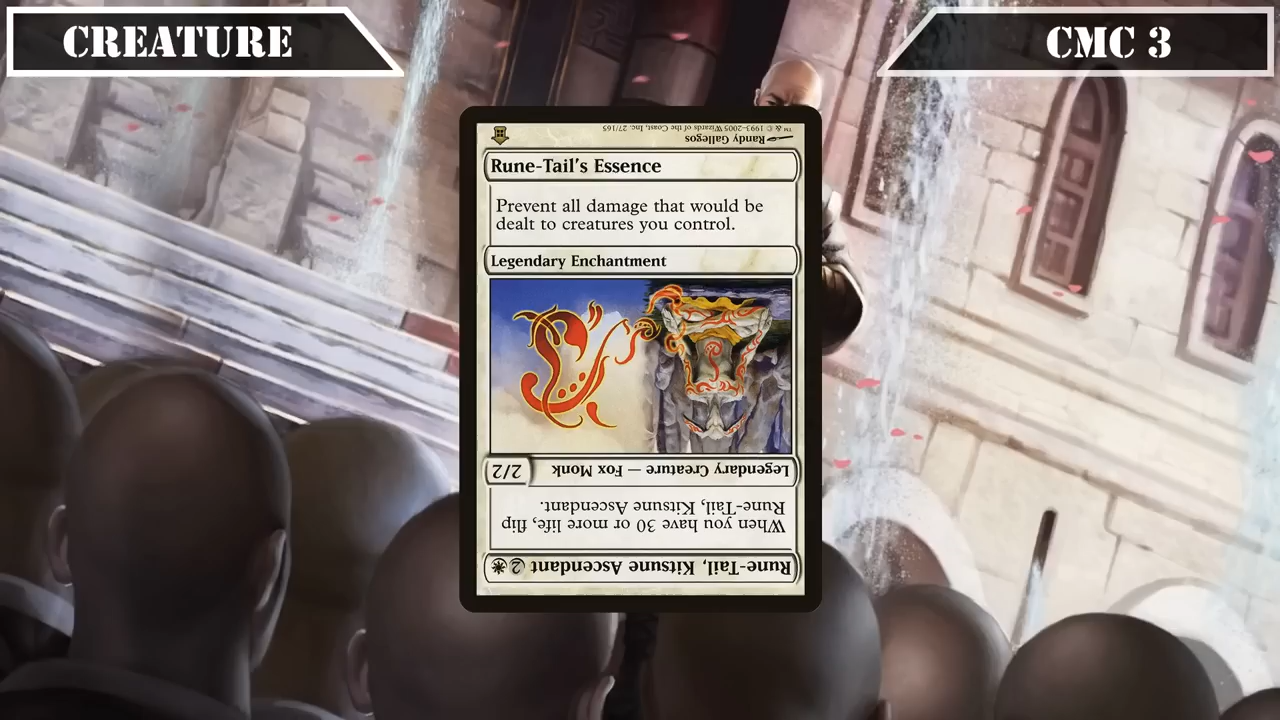 CREATURE
CMC 3
™ & © 1993–2005 Wizards of the Coast, Inc. 27/165
Randy Gallegos
Rune-Tail's Essence
Prevent all damage that would be
dealt to creatures you control.
Legendary Enchantment
Legendary Creature — Fox Monk
2/2
When you have 30 or more life, flip
Rune-Tail, Kitsune Ascendant.
Rune-Tail, Kitsune Ascendant 2